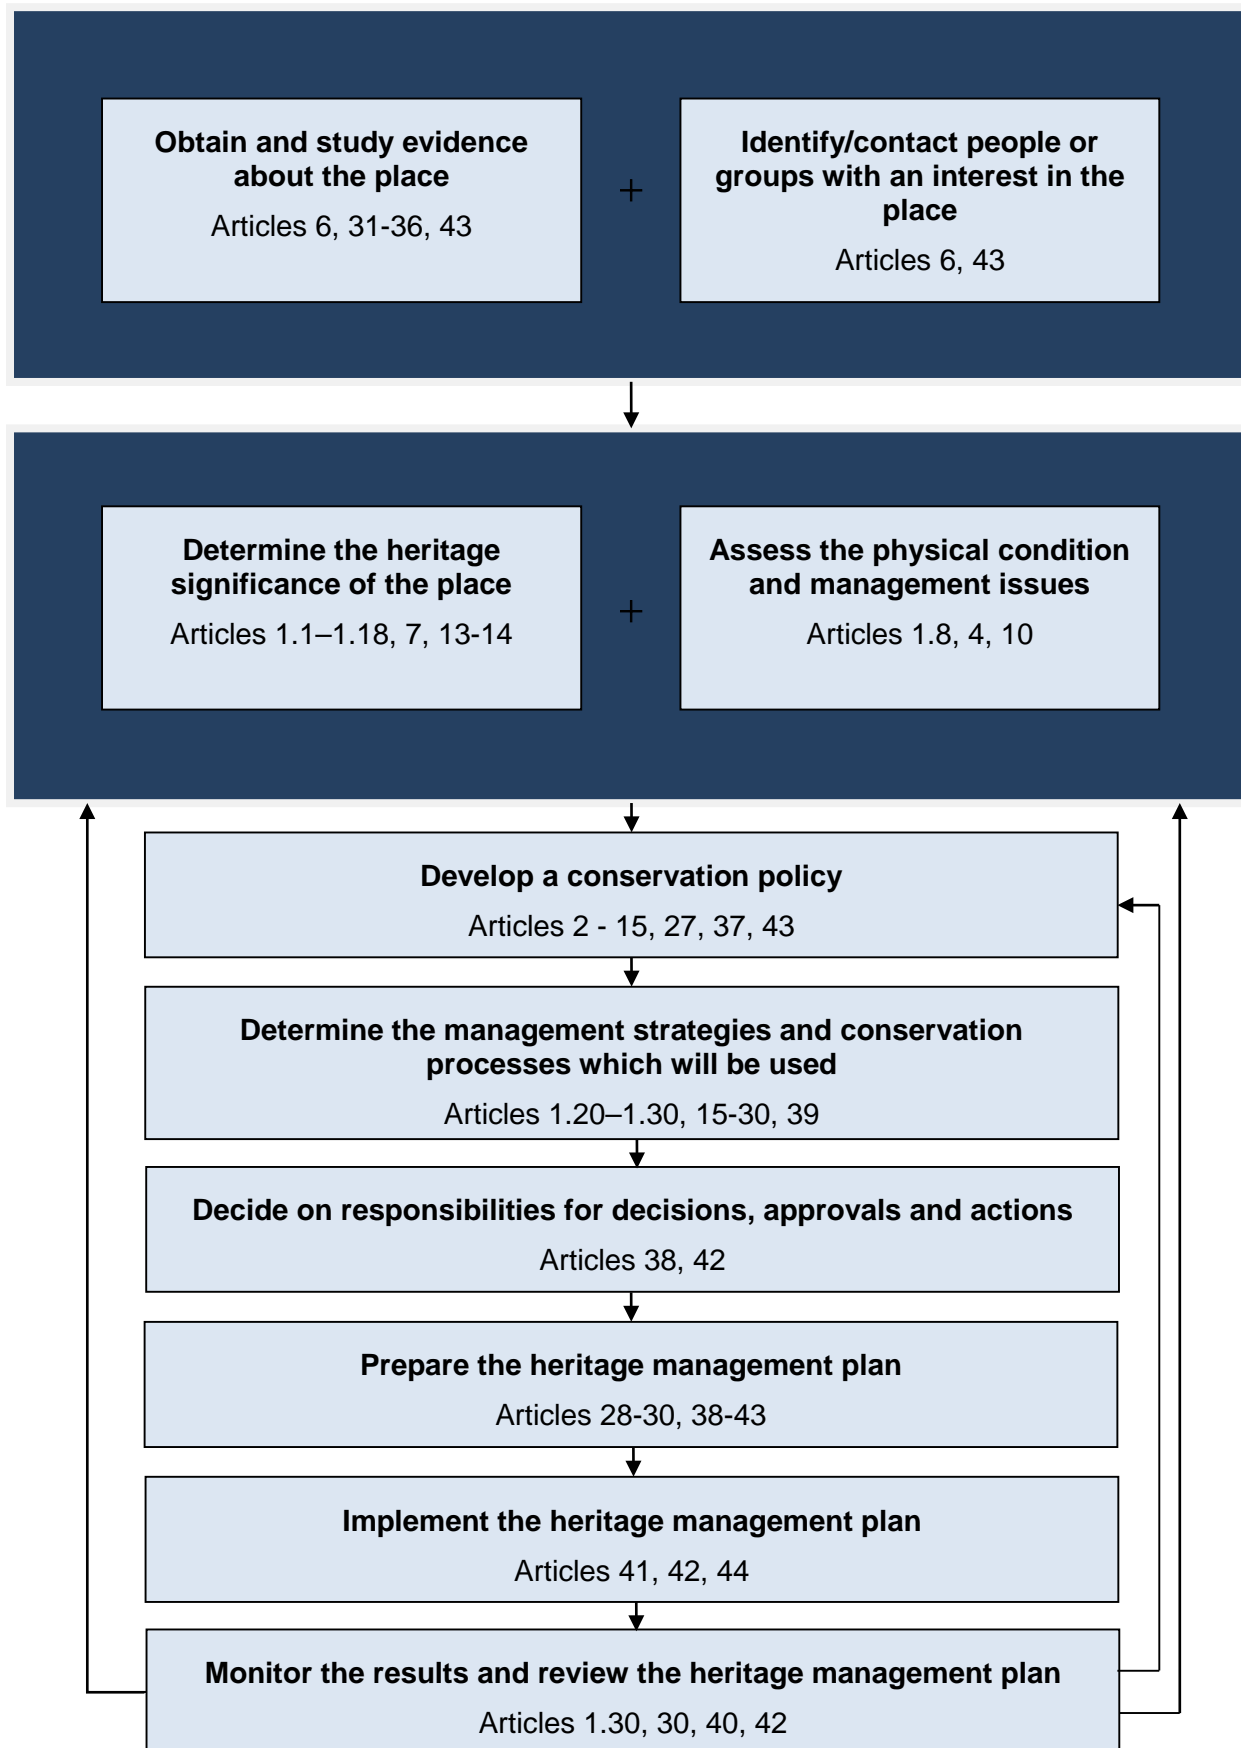 Obtain and study evidence
about the place
Articles 6, 31-36, 43
+
Identify/contact people or
groups with an interest in the
place
Articles 6, 43
Determine the heritage
significance of the place
Articles 1.1–1.18, 7, 13-14
+
Assess the physical condition
and management issues
Articles 1.8, 4, 10
Develop a conservation policy
Articles 2 - 15, 27, 37, 43
Determine the management strategies and conservation
processes which will be used
Articles 1.20–1.30, 15-30, 39
Decide on responsibilities for decisions, approvals and actions
Articles 38, 42
Prepare the heritage management plan
Articles 28-30, 38-43
Implement the heritage management plan
Articles 41, 42, 44
Monitor the results and review the heritage management plan
Articles 1.30, 30, 40, 42